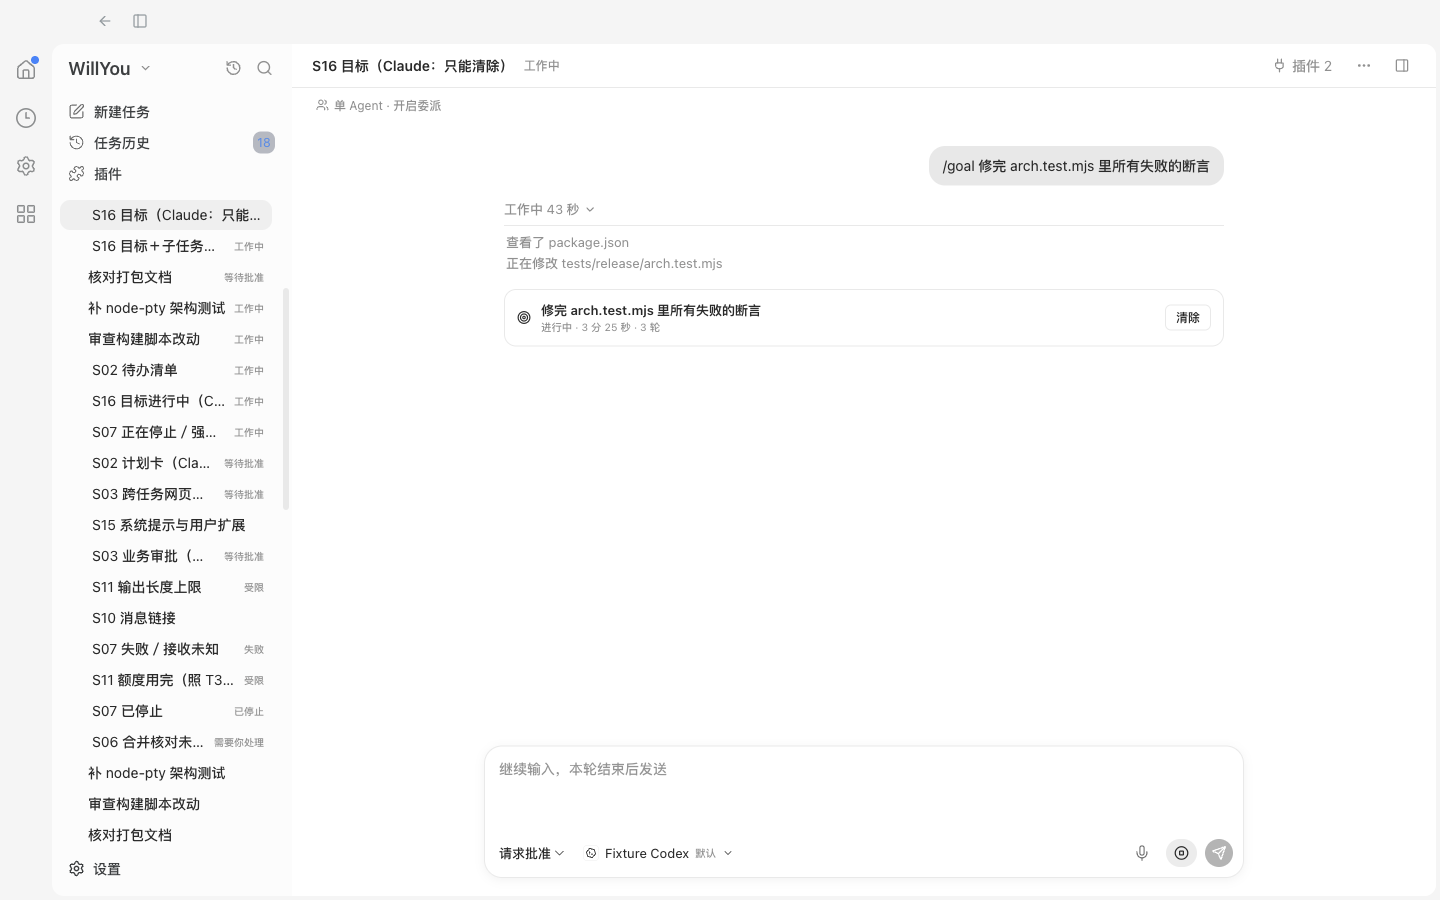 WillYou
新建任务
任务历史 18
插件
S16 目标（Claude：只能...
S16 目标＋子任务... 工作中
核对打包文档 等待批准
补 node-pty 架构测试 工作中
审查构建脚本改动 工作中
S02 待办清单 工作中
S16 目标进行中（C... 工作中
S07 正在停止 / 强... 工作中
S02 计划卡（Cla... 等待批准
S03 跨任务网页... 等待批准
S15 系统提示与用户扩展
S03 业务审批（... 等待批准
S11 输出长度上限 受限
S10 消息链接
S07 失败 / 接收未知 失败
S11 额度用完（照 T3... 受限
S07 已停止 已停止
S06 合并核对未... 需要你处理
补 node-pty 架构测试
审查构建脚本改动
核对打包文档
设置
S16 目标（Claude：只能清除） 工作中
插件 2
单 Agent · 开启委派
/goal 修完 arch.test.mjs 里所有失败的断言
工作中 43 秒
查看了 package.json
正在修改 tests/release/arch.test.mjs
修完 arch.test.mjs 里所有失败的断言
进行中 · 3 分 25 秒 · 3 轮
清除
继续输入，本轮结束后发送
请求批准 Fixture Codex 默认